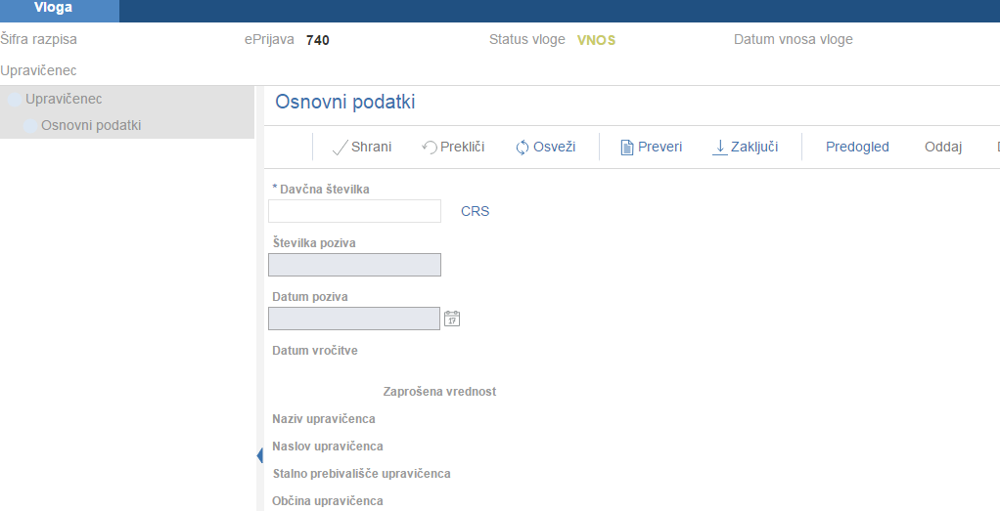 Vloga
Šifra razpisa ePrijava 740 Status vloge VNOS Datum vnosa vloge
Upravičenec
Upravičenec
Osnovni podatki
Osnovni podatki
Shrani Prekliči Osveži Preveri Zaključi Predogled Oddaj
* Davčna številka
CRS
Številka poziva
Datum poziva
17
Datum vročitve
Zaprošena vrednost
Naziv upravičenca
Naslov upravičenca
Stalno prebivališče upravičenca
Občina upravičenca